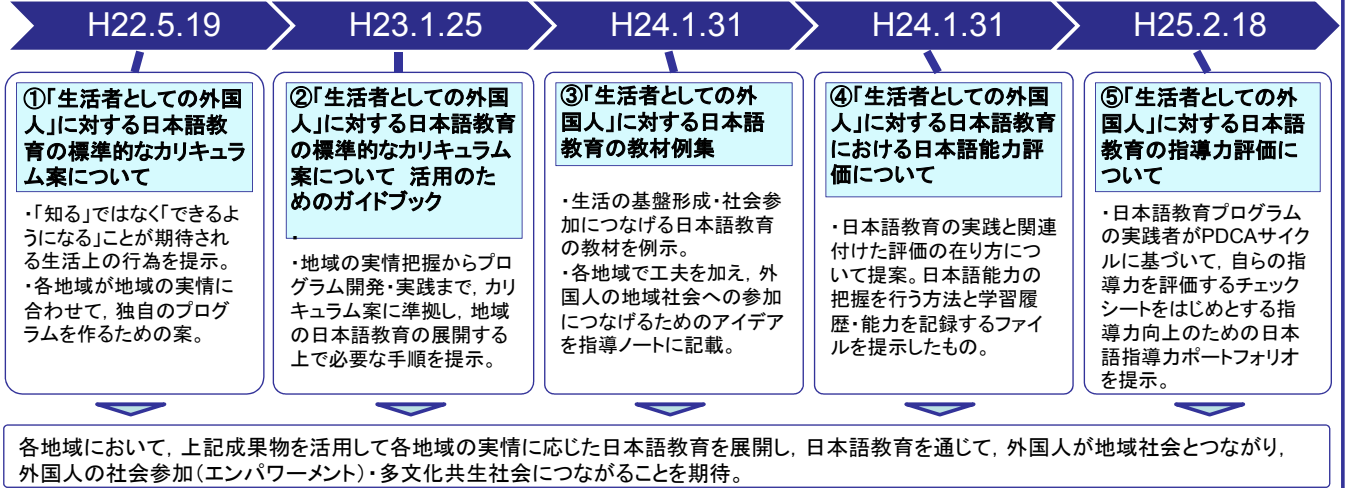 H22.5.19
H23.1.25
H24.1.31
H24.1.31
H25.2.18
①「生活者としての外国
人」に対する日本語教
育の標準的なカリキュラ
ム案について
・「知る」ではなく「できるよ
うになる」ことが期待され
る生活上の行為を提示。
・各地域が地域の実情に
合わせて，独自のプログ
ラムを作るための案。
②「生活者としての外国
人」に対する日本語教育
の標準的なカリキュラム
案について 活用のた
めのガイドブック
・
・地域の実情把握からプロ
グラム開発・実践まで，カリ
キュラム案に準拠し，地域
の日本語教育の展開する
上で必要な手順を提示。
③「生活者としての外
国人」に対する日本語
教育の教材例集
・生活の基盤形成・社会参
加につなげる日本語教育
の教材を例示。
・各地域で工夫を加え，外
国人の地域社会への参加
につなげるためのアイデア
を指導ノートに記載。
④「生活者としての外国
人」に対する日本語教育
における日本語能力評
価について
・日本語教育の実践と関連
付けた評価の在り方につ
いて提案。日本語能力の
把握を行う方法と学習履
歴・能力を記録するファイ
ルを提示したもの。
⑤「生活者としての外
国人」に対する日本語
教育の指導力評価に
ついて
・日本語教育プログラム
の実践者がPDCAサイク
ルに基づいて，自らの指
導力を評価するチェック
シートをはじめとする指
導力向上のための日本
語指導力ポートフォリオ
を提示。
各地域において，上記成果物を活用して各地域の実情に応じた日本語教育を展開し，日本語教育を通じて，外国人が地域社会とつながり，
外国人の社会参加（エンパワーメント）・多文化共生社会につながることを期待。